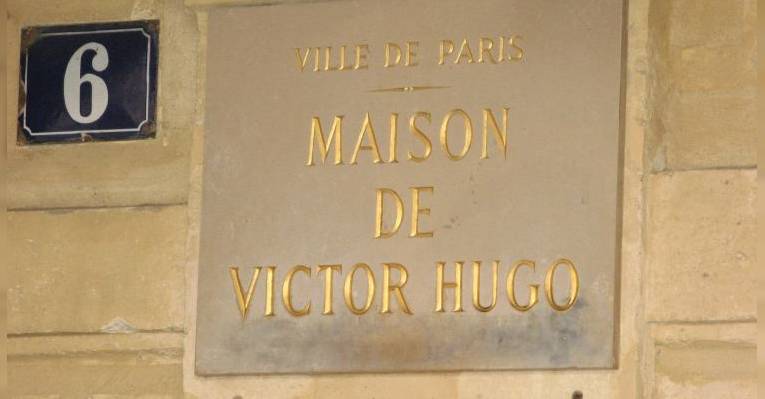 6
VILLE DE PARIS
MAISON
DE
VICTOR HUGO